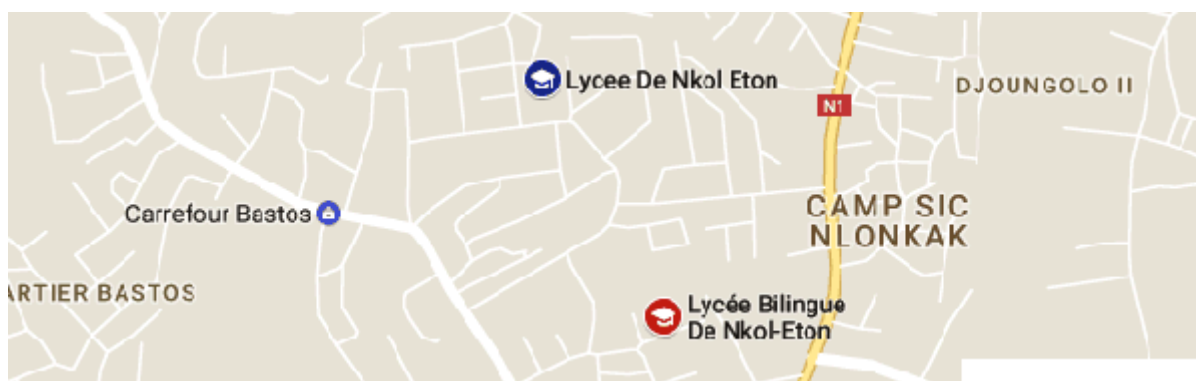 Lycee De Nkol Eton
N1
DJOUNGOLO II
Carrefour Bastos
CAMP SIC
NLONKAK
ARTIER BASTOS
Lycée Bilingue
De Nkol-Eton